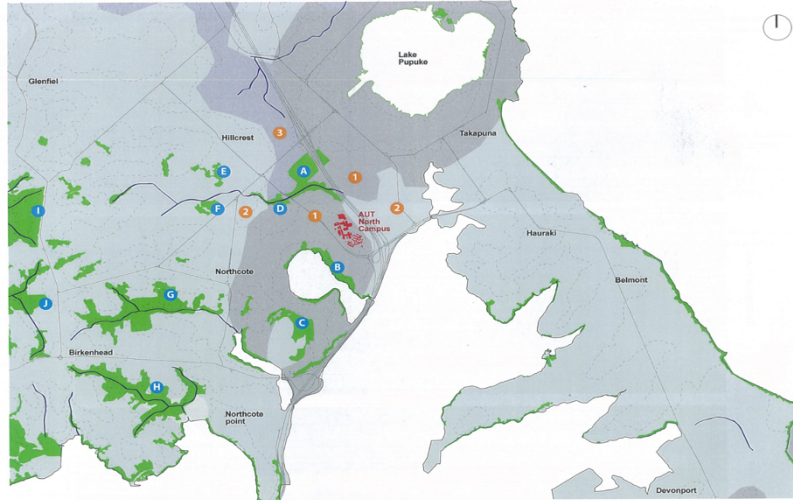 Lake
Pupuke
Glenfiel
Hillcrest
3
Takapuna
E
A
1
I
F
2
D
1
2
AUT
North
Campus
Hauraki
Northcote
B
Belmont
G
J
C
Birkenhead
H
Northcote
point
Devonport